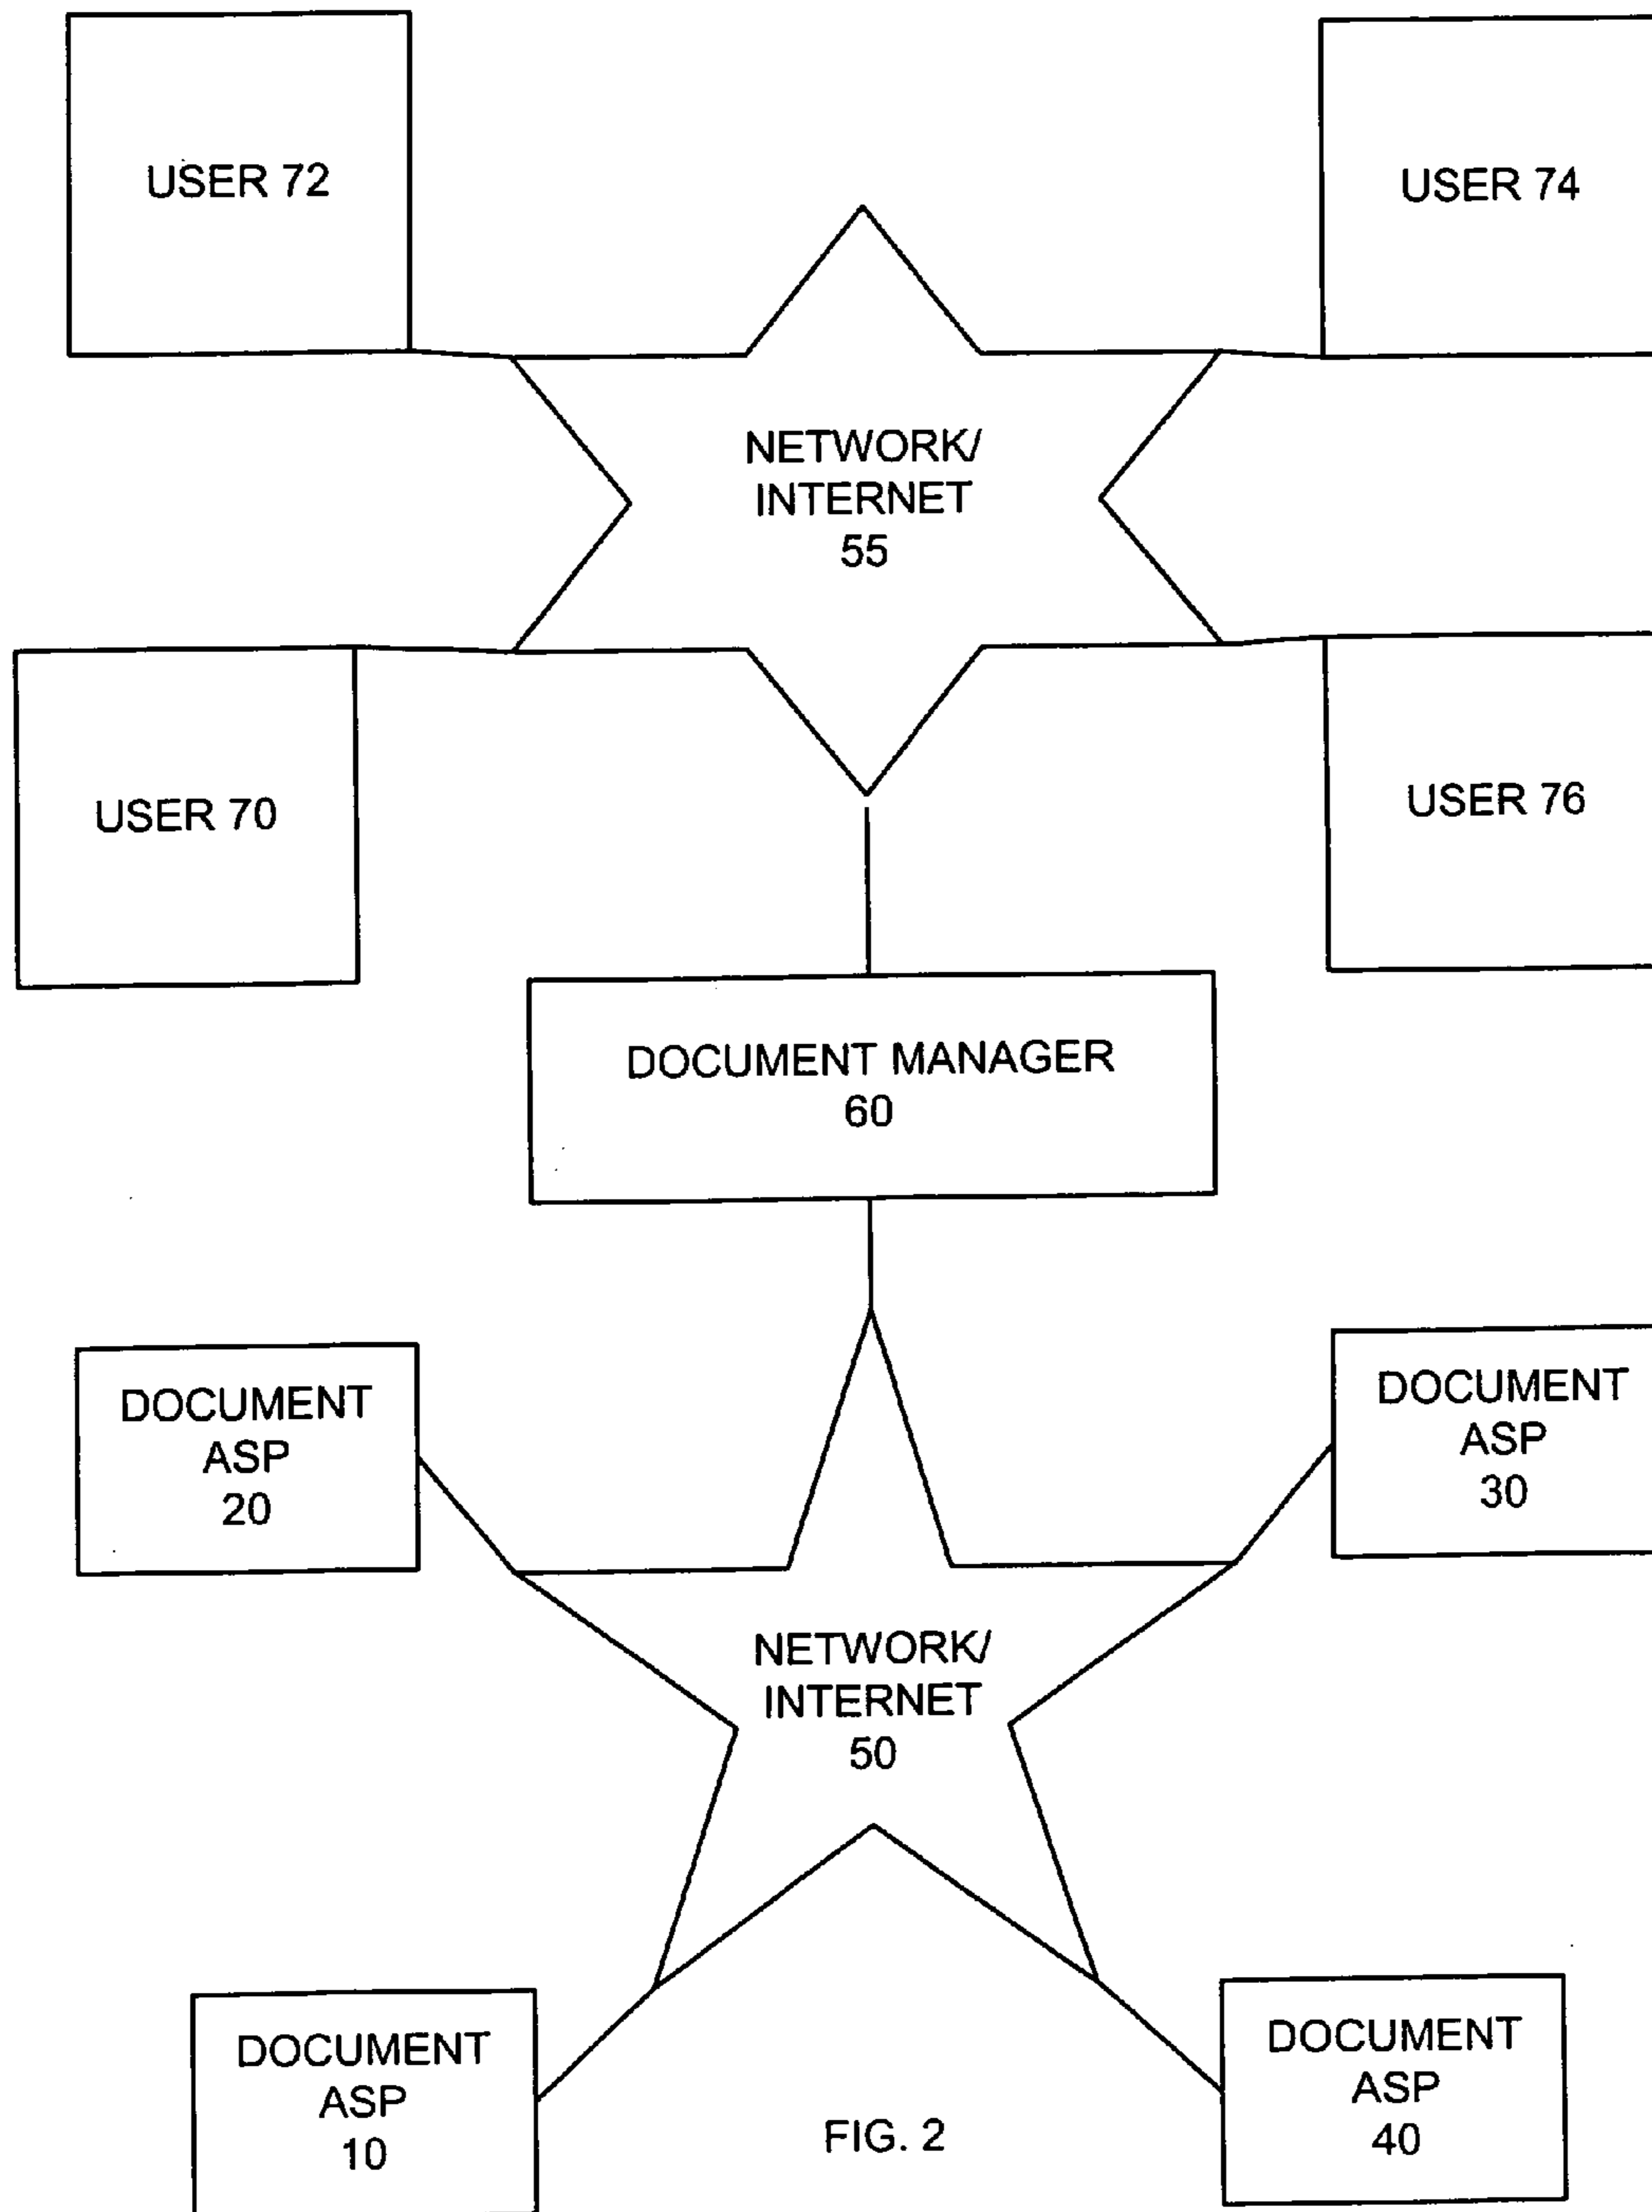 USER 72
USER 74
NETWORK/
INTERNET
55
USER 70
USER 76
DOCUMENT MANAGER
60
DOCUMENT
ASP
20
DOCUMENT
ASP
30
NETWORK/
INTERNET
50
DOCUMENT
ASP
10
DOCUMENT
ASP
40
FIG. 2